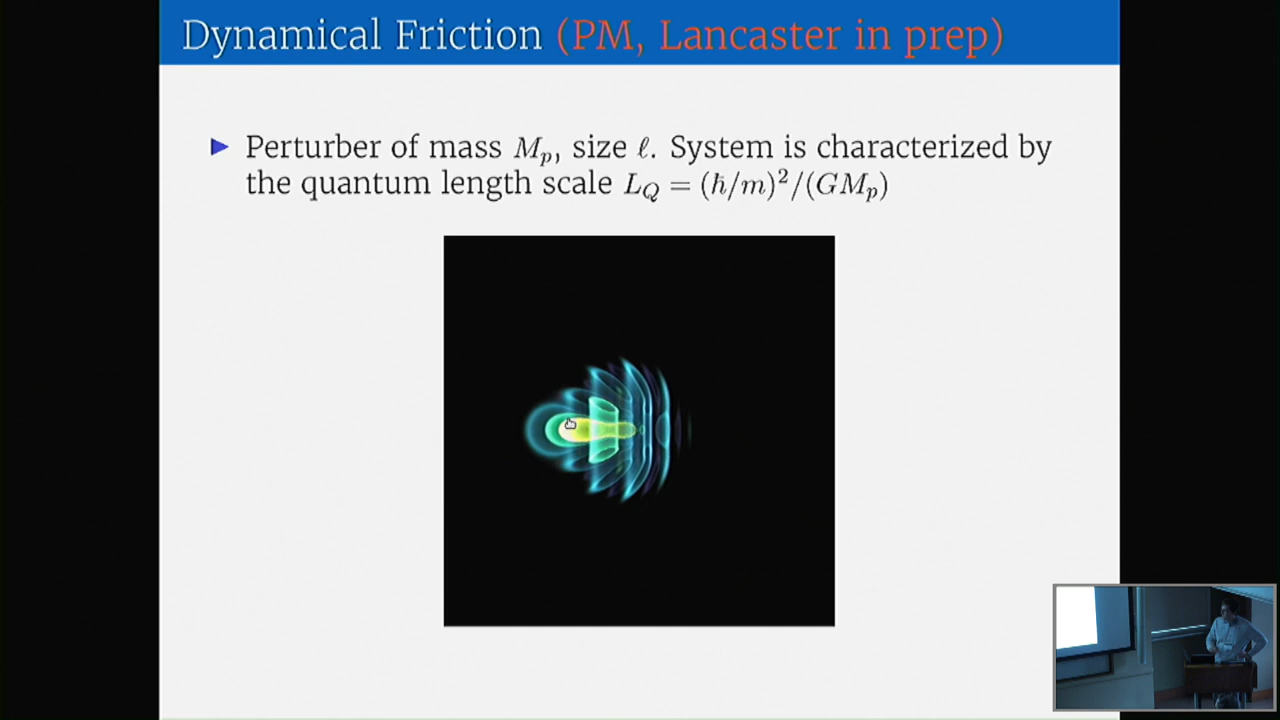 Dynamical Friction (PM, Lancaster in prep)
Perturber of mass M_p, size ℓ. System is characterized by
the quantum length scale L_Q = (ħ/m)²/(GM_p)